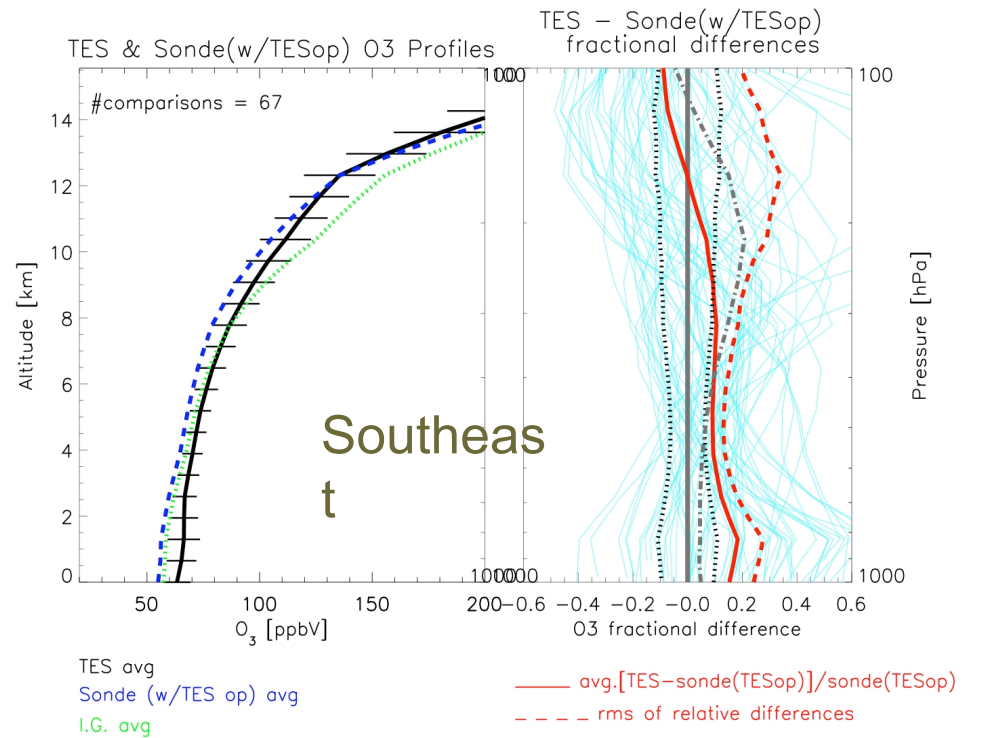 TES & Sonde(w/TESop) O3 Profiles
#comparisons = 67
14
12
10
8
6
4
2
0
Altitude [km]
50 100 150 200
O3 [ppbV]
TES avg
Sonde (w/TES op) avg
I.G. avg
Southeas
t
TES − Sonde(w/TESop)
fractional differences
100
1000
Pressure [hPa]
−0.6 −0.4 −0.2 −0.0 0.2 0.4 0.6
O3 fractional difference
avg.[TES−sonde(TESop)]/sonde(TESop)
rms of relative differences